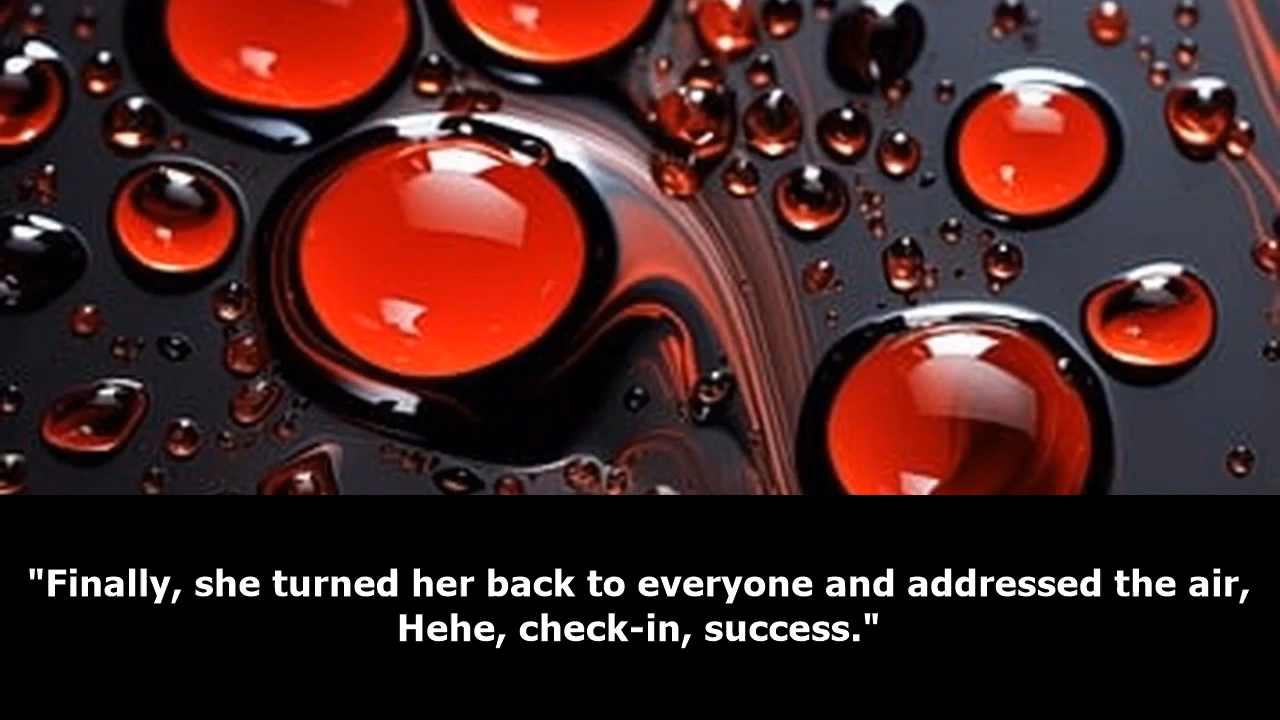 "Finally, she turned her back to everyone and addressed the air,
Hehe, check-in, success."